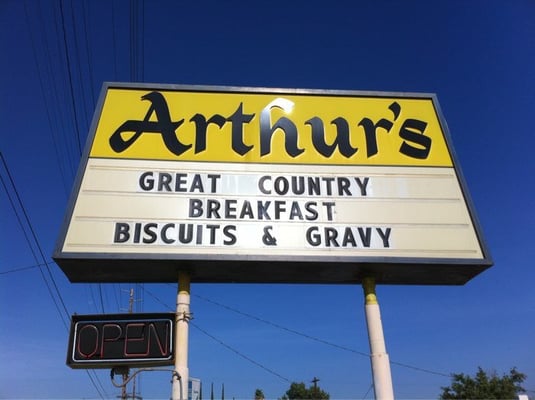 Arthur's
GREAT COUNTRY
BREAKFAST
BISCUITS & GRAVY
OPEN